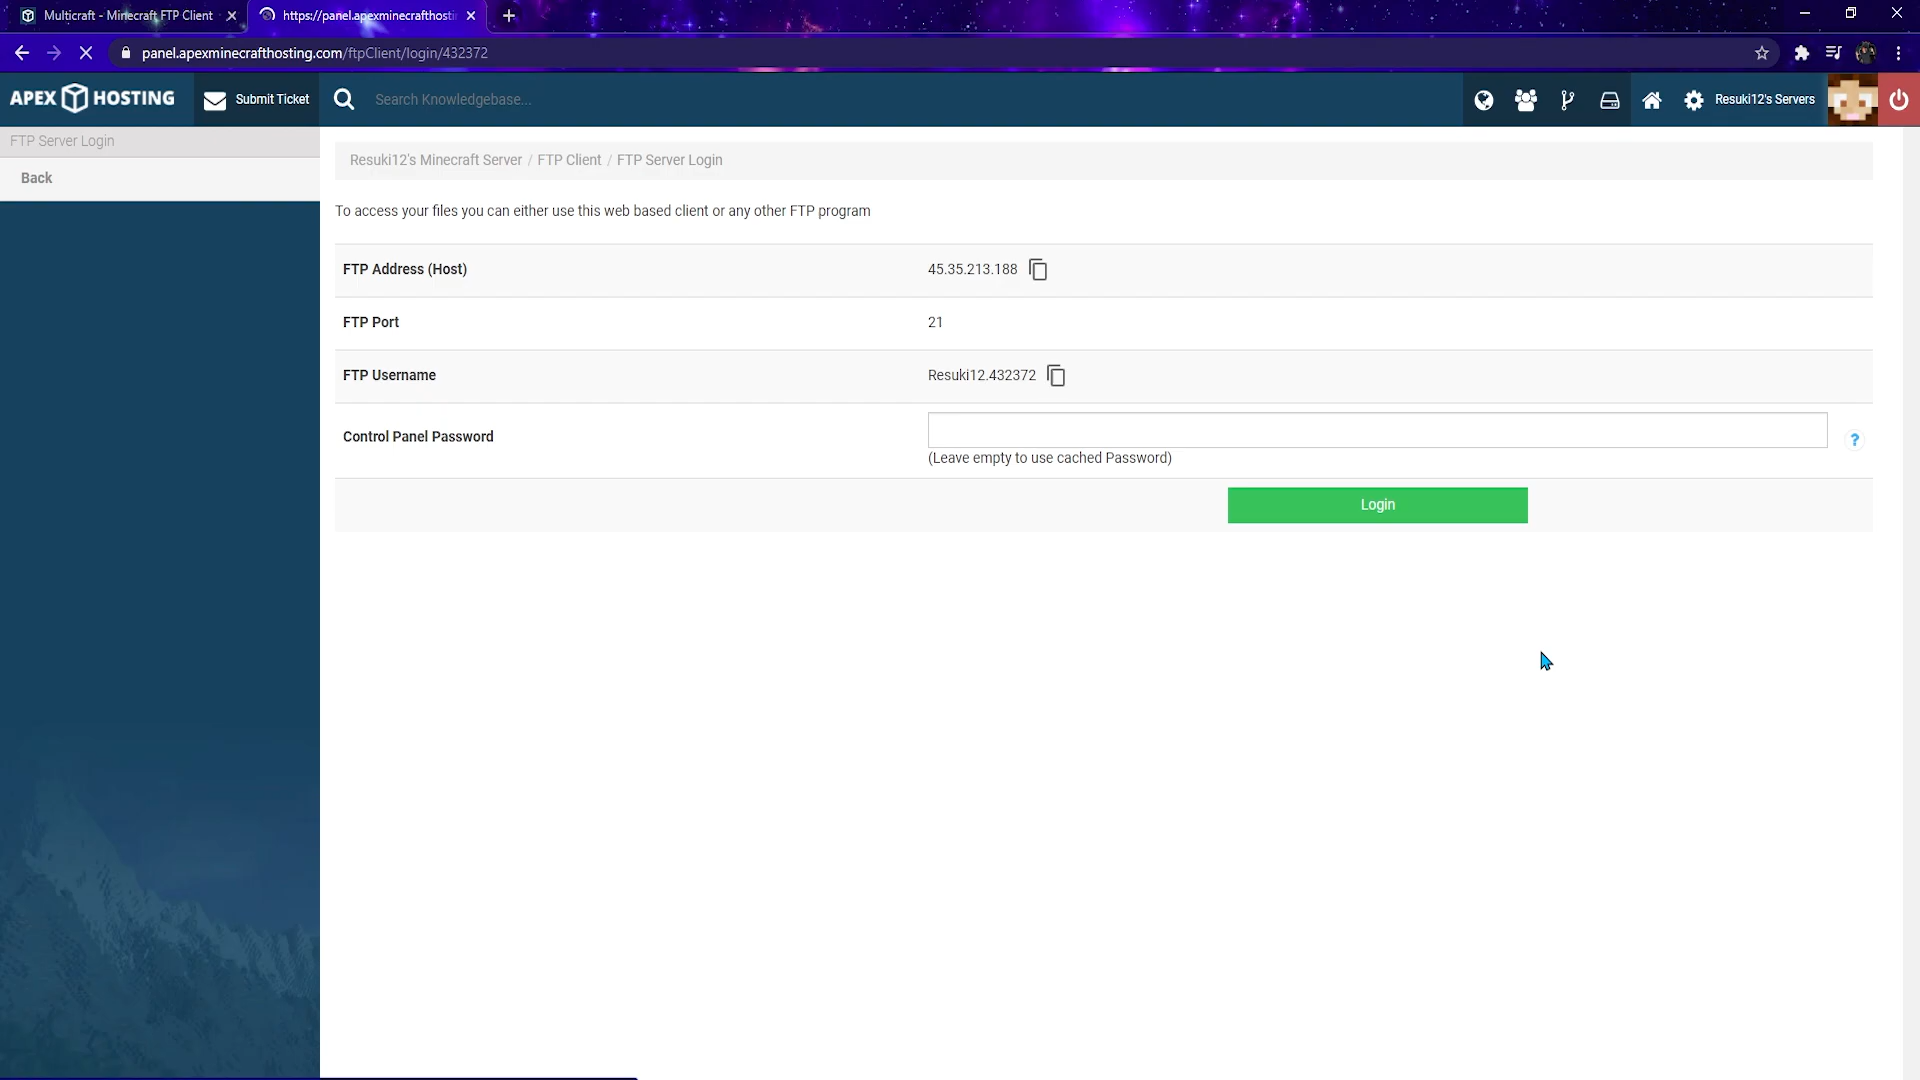 Multicraft - Minecraft FTP Client
https://panel.apexminecrafthosti
panel.apexminecrafthosting.com/ftpClient/login/432372
APEX HOSTING
Submit Ticket
Search Knowledgebase...
Resuki12's Servers
FTP Server Login
Back
Resuki12's Minecraft Server / FTP Client / FTP Server Login
To access your files you can either use this web based client or any other FTP program
FTP Address (Host) 45.35.213.188
FTP Port 21
FTP Username Resuki12.432372
Control Panel Password ?
(Leave empty to use cached Password)
Login